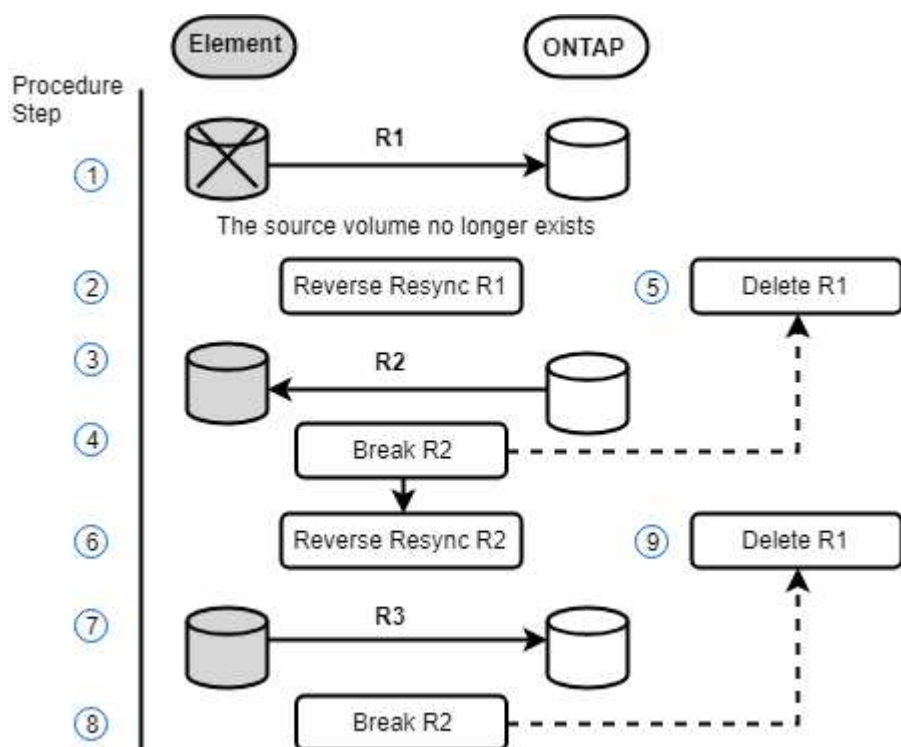 Element
ONTAP
Procedure
Step
R1
1
The source volume no longer exists
2
Reverse Resync R1
5
Delete R1
3
R2
4
Break R2
6
Reverse Resync R2
9
Delete R1
7
R3
8
Break R2